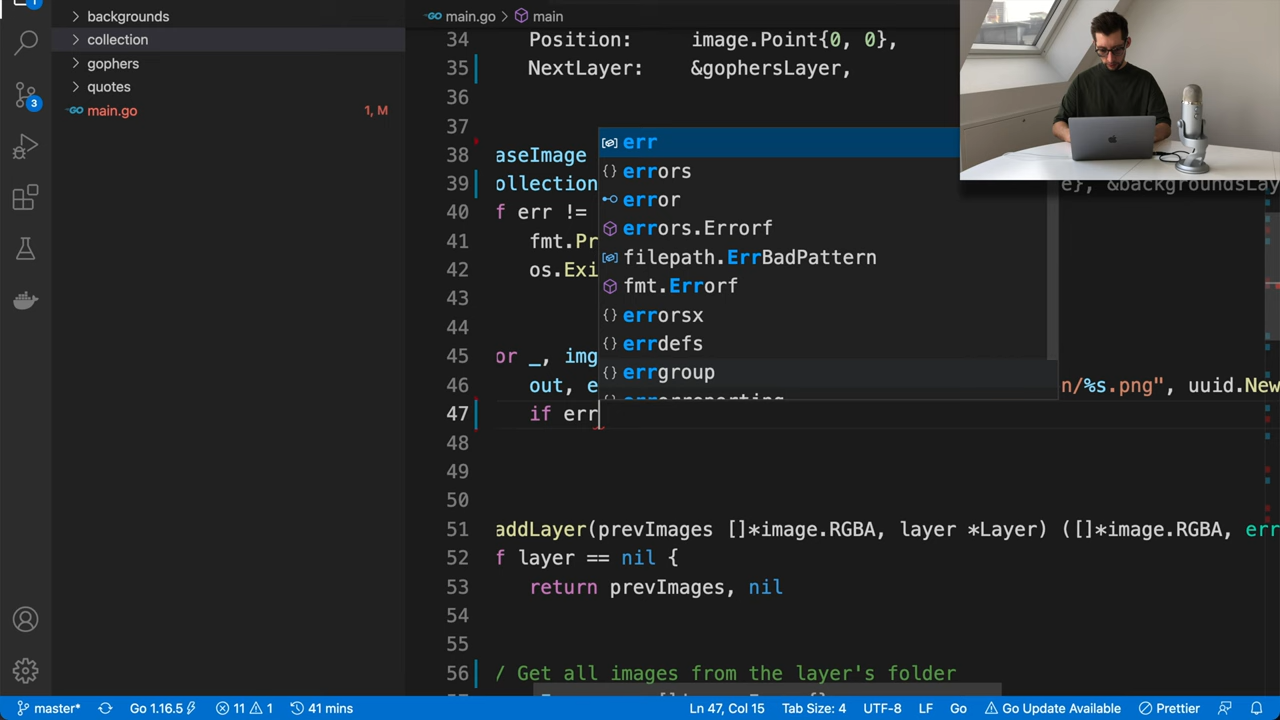 1
backgrounds
collection
gophers
quotes
main.go 1, M
3
main.go > main
34 Position: image.Point{0, 0},
35 NextLayer: &gophersLayer,
36
37
38 aseImage
39 ollection e}, &backgroundsLay
40 f err !=
41 fmt.Pr
42 os.Exi
43
44
45 or _, img
46 out, e n/%s.png", uuid.New
47 if err
48
49
50
51 addLayer(prevImages []*image.RGBA, layer *Layer) ([]*image.RGBA, err
52 f layer == nil {
53 return prevImages, nil
54
55
56 / Get all images from the layer's folder
err
errors
error
errors.Errorf
filepath.ErrBadPattern
fmt.Errorf
errorsx
errdefs
errgroup
errorreporting
master* Go 1.16.5 11 1 41 mins Ln 47, Col 15 Tab Size: 4 UTF-8 LF Go Go Update Available Prettier